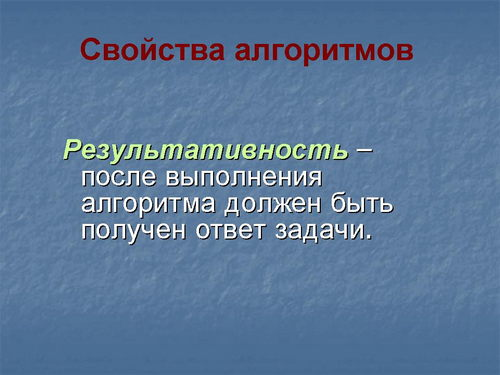 Свойства алгоритмов
Результативность –
после выполнения
алгоритма должен быть
получен ответ задачи.